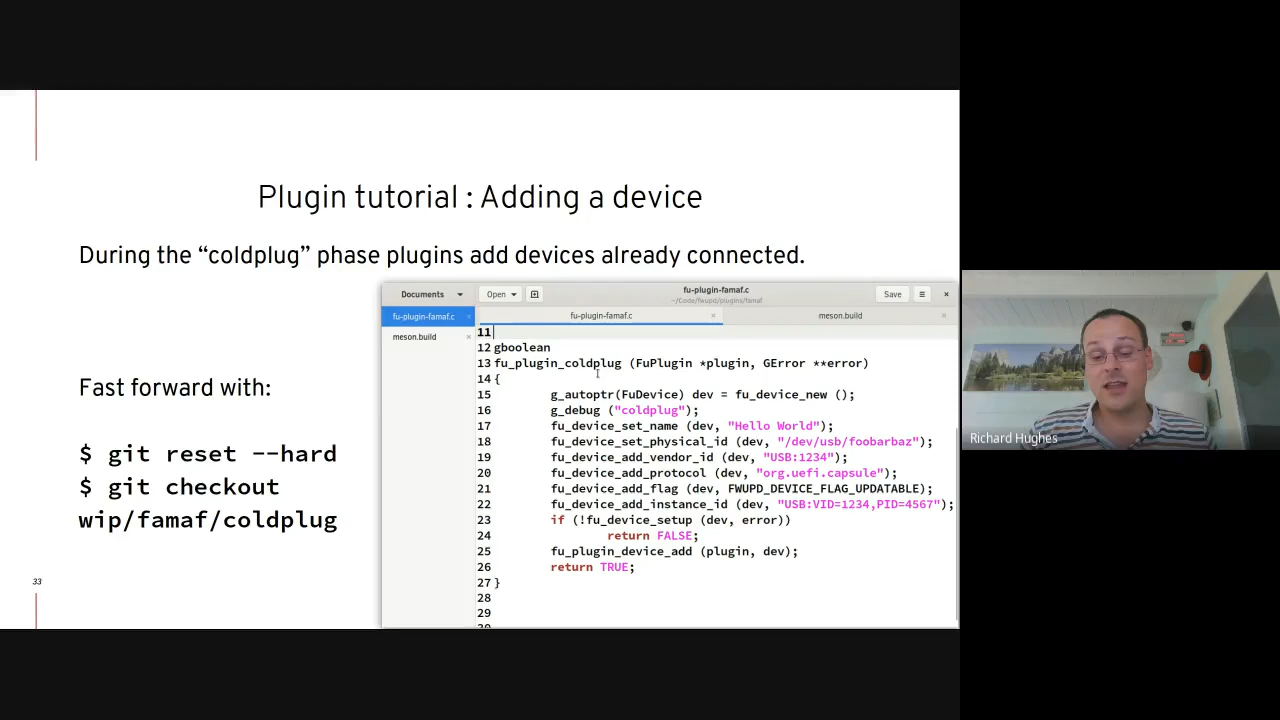 Plugin tutorial : Adding a device
During the “coldplug” phase plugins add devices already connected.
Fast forward with:
$ git reset --hard
$ git checkout
wip/famaf/coldplug
33
Documents
Open
fu-plugin-famaf.c
~/Code/fwupd/plugins/famaf
Save
fu-plugin-famaf.c
meson.build
fu-plugin-famaf.c
meson.build
11
12 gboolean
13 fu_plugin_coldplug (FuPlugin *plugin, GError **error)
14 {
15 g_autoptr(FuDevice) dev = fu_device_new ();
16 g_debug ("coldplug");
17 fu_device_set_name (dev, "Hello World");
18 fu_device_set_physical_id (dev, "/dev/usb/foobarbaz");
19 fu_device_add_vendor_id (dev, "USB:1234");
20 fu_device_add_protocol (dev, "org.uefi.capsule");
21 fu_device_add_flag (dev, FWUPD_DEVICE_FLAG_UPDATABLE);
22 fu_device_add_instance_id (dev, "USB:VID=1234,PID=4567");
23 if (!fu_device_setup (dev, error))
24 return FALSE;
25 fu_plugin_device_add (plugin, dev);
26 return TRUE;
27 }
28
29
Richard Hughes